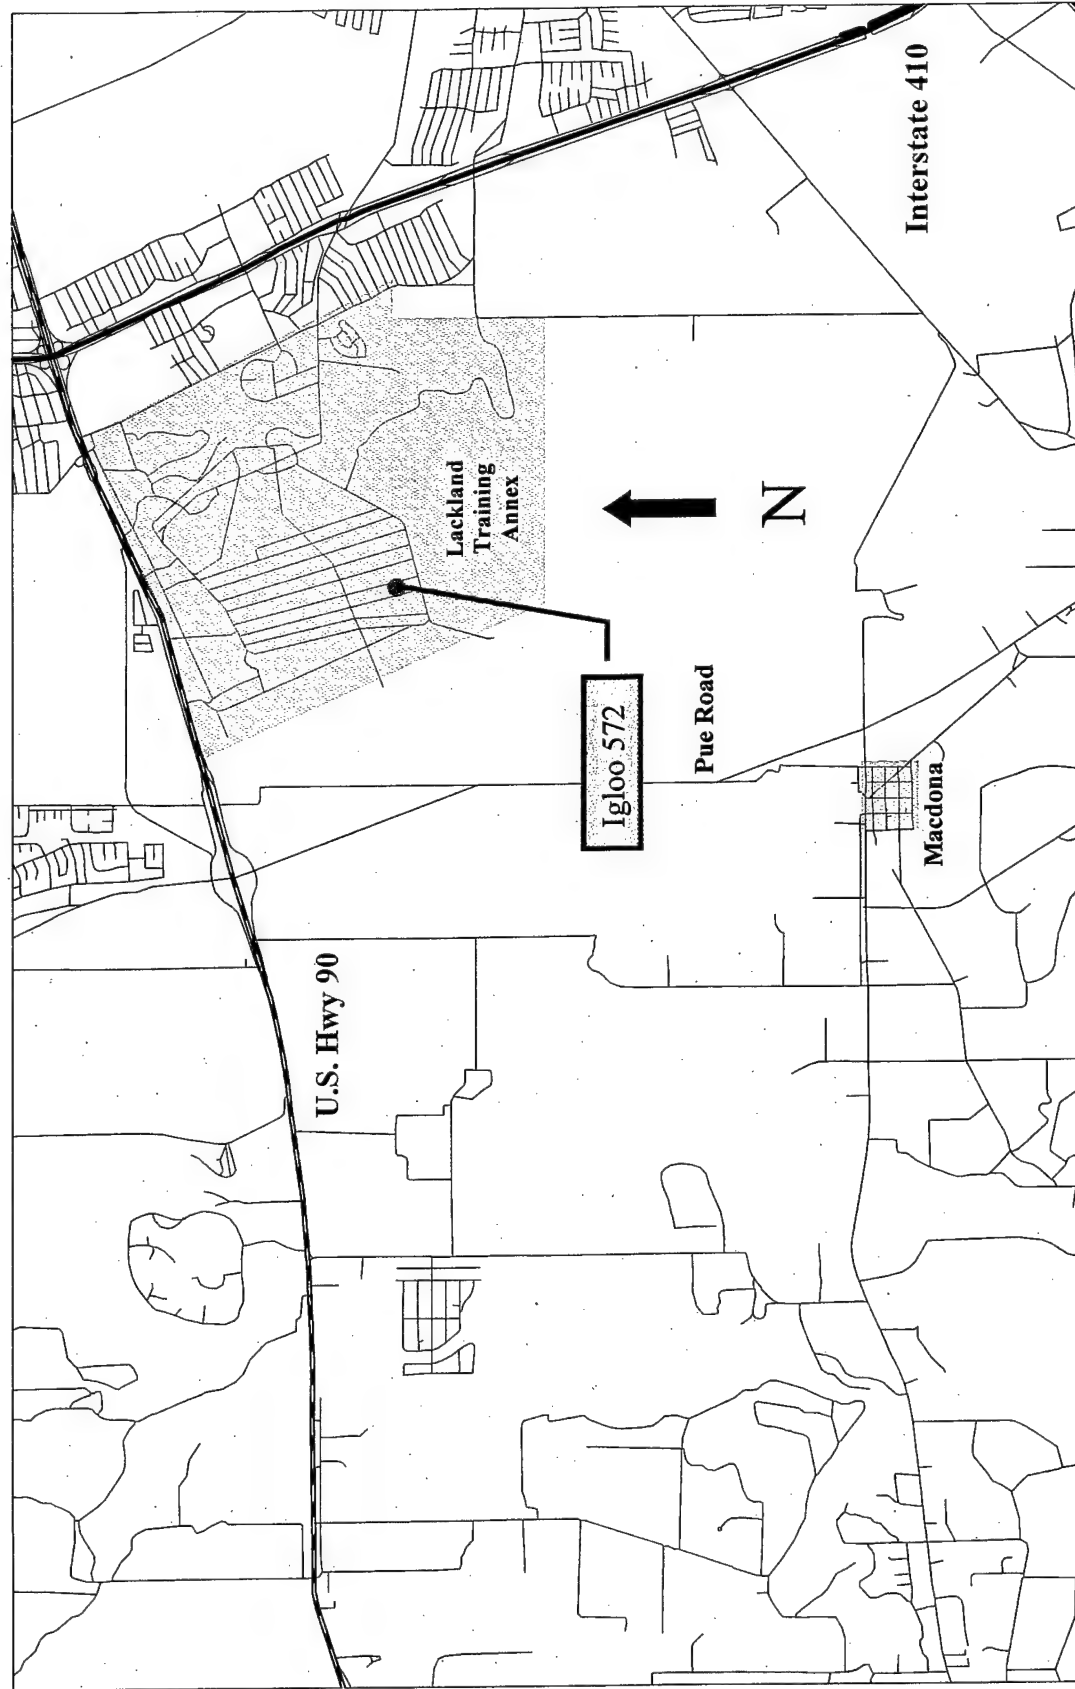 Interstate 410
Lackland
Training
Annex
N
Igloo 572
Pue Road
Macdona
U.S. Hwy 90